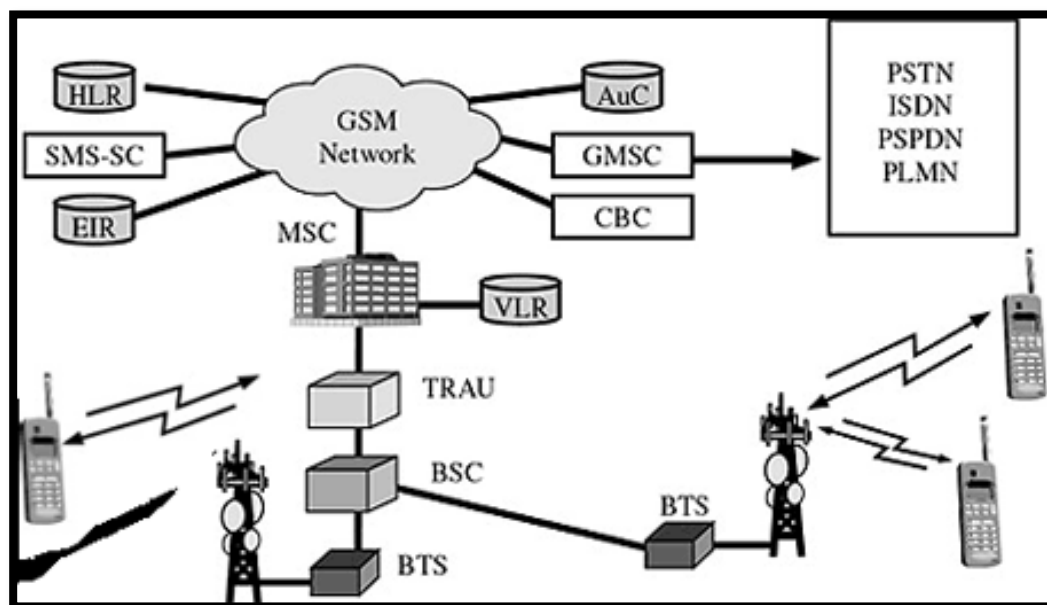 HLR
SMS-SC
EIR
GSM
Network
AuC
GMSC
CBC
PSTN
ISDN
PSPDN
PLMN
MSC
VLR
TRAU
BSC
BTS
BTS